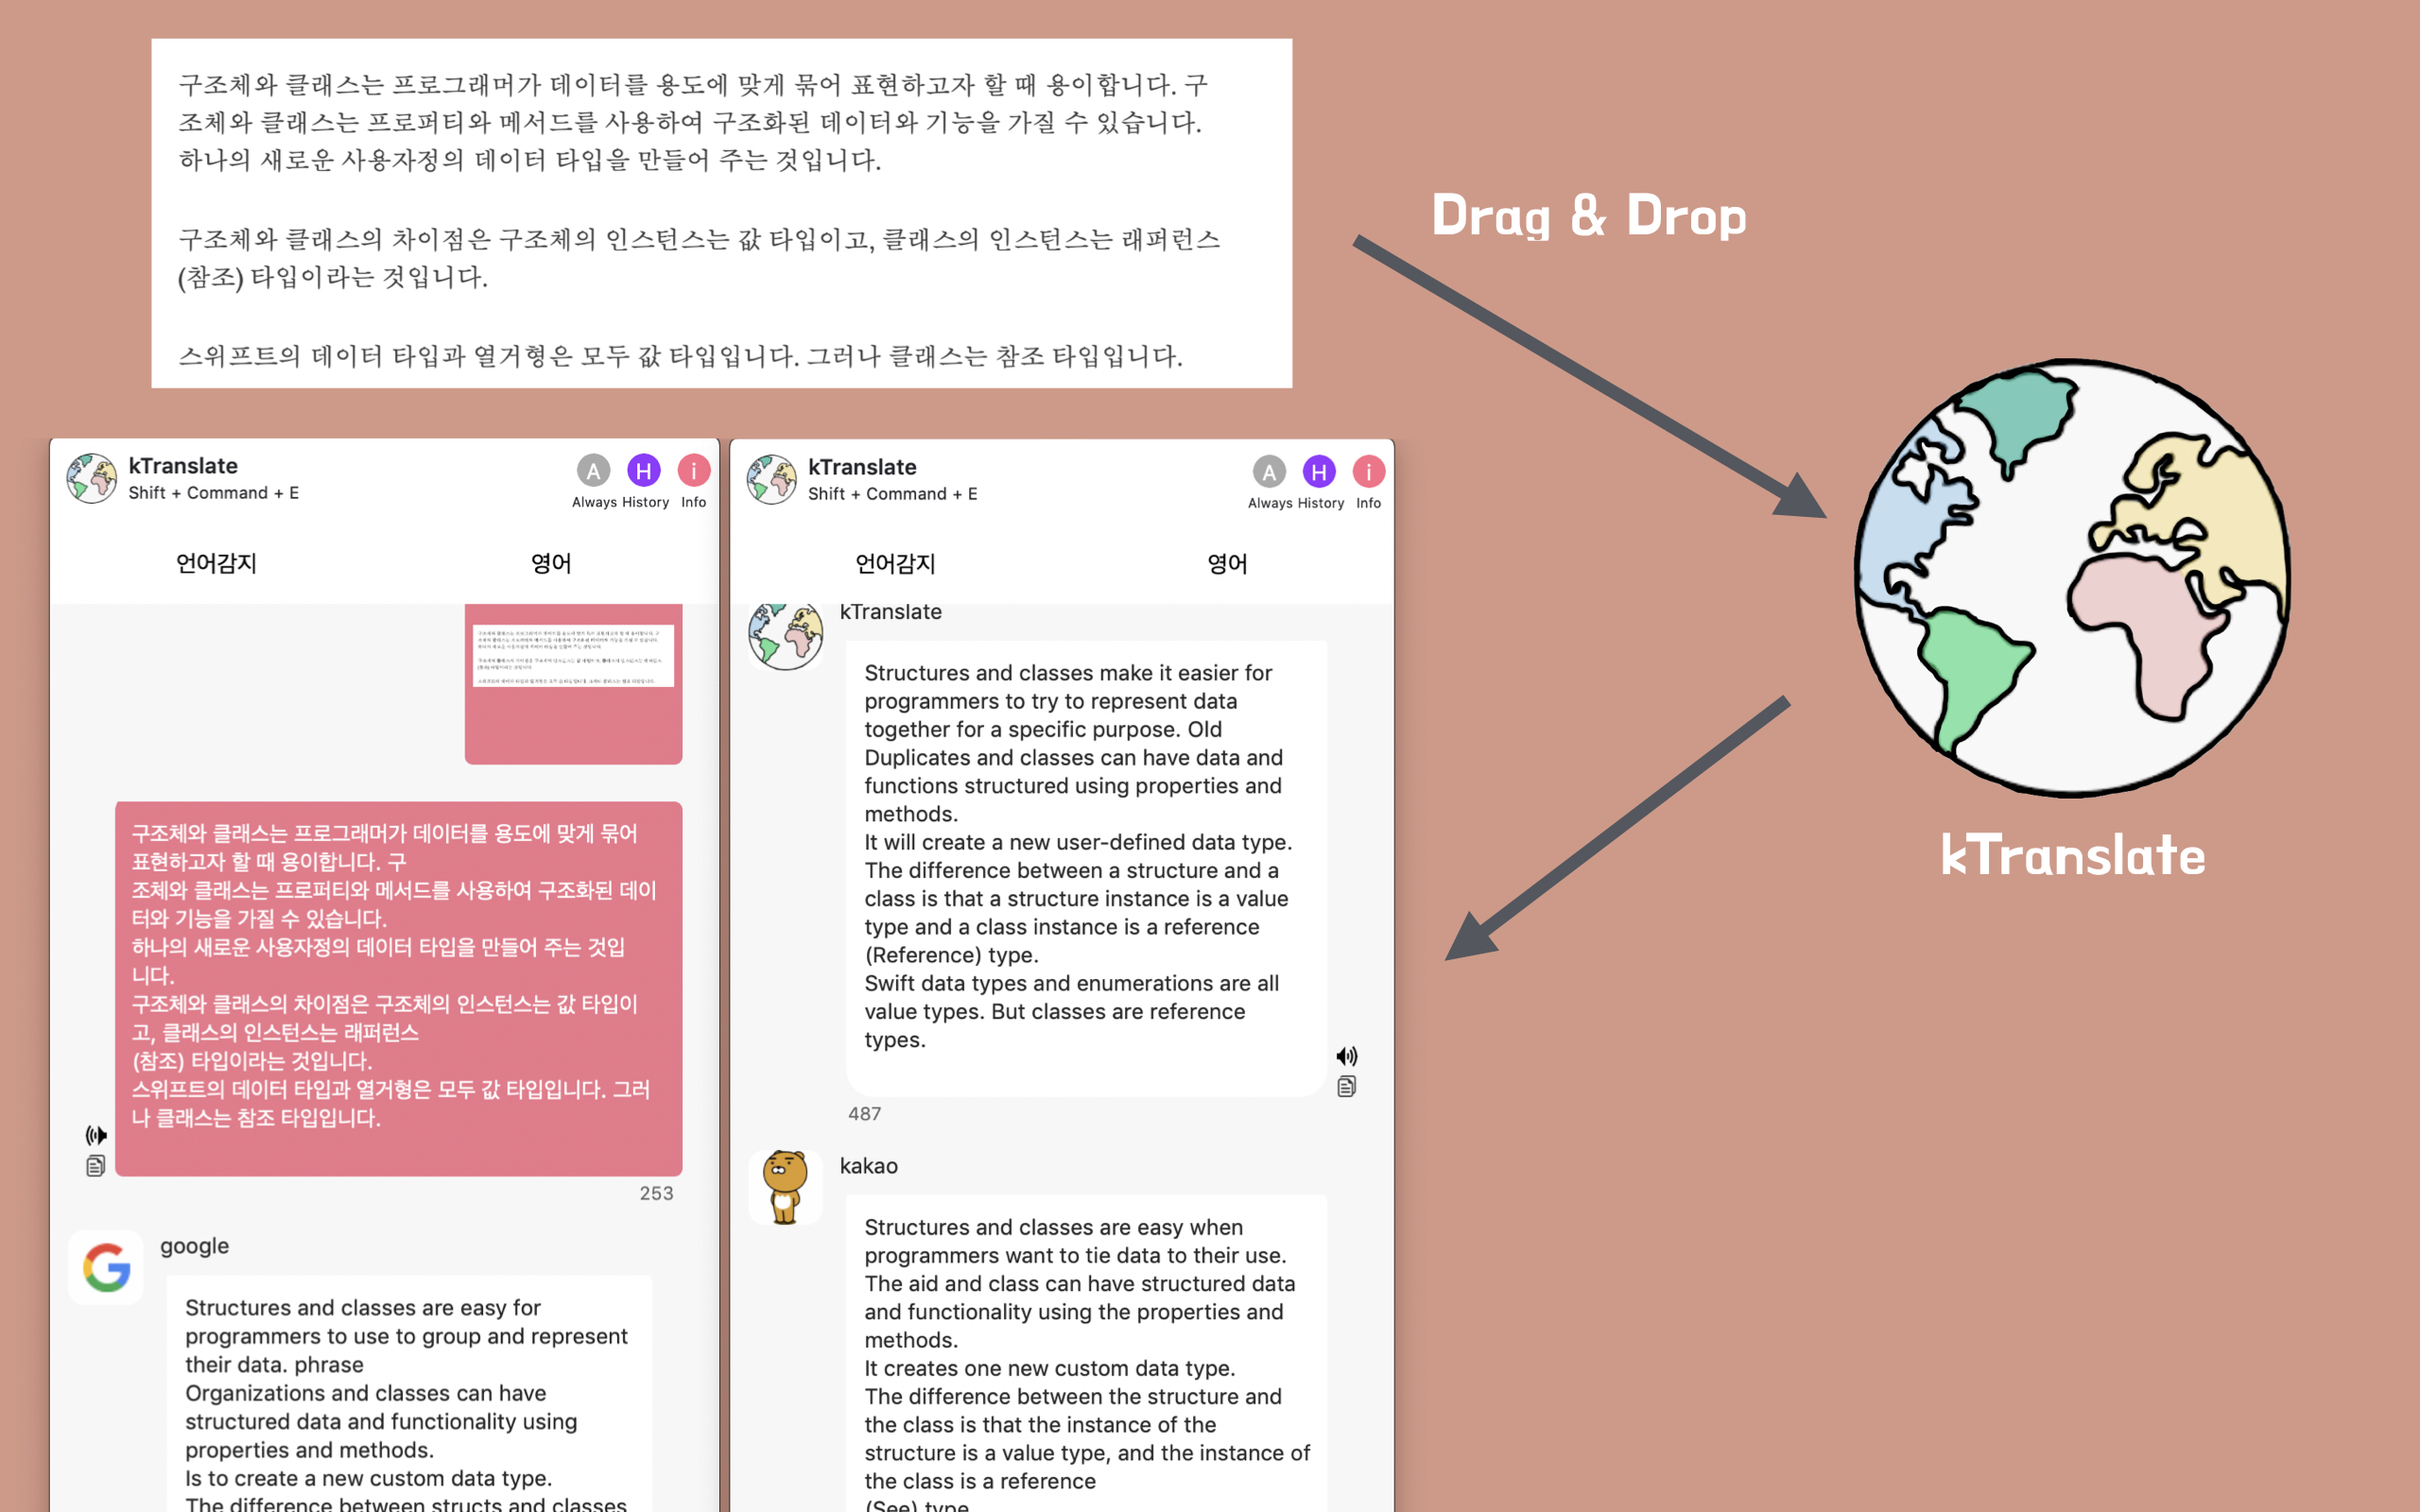 구조체와 클래스는 프로그래머가 데이터를 용도에 맞게 묶어 표현하고자 할 때 용이합니다. 구
조체와 클래스는 프로퍼티와 메서드를 사용하여 구조화된 데이터와 기능을 가질 수 있습니다.
하나의 새로운 사용자정의 데이터 타입을 만들어 주는 것입니다.
구조체와 클래스의 차이점은 구조체의 인스턴스는 값 타입이고, 클래스의 인스턴스는 래퍼런스
(참조) 타입이라는 것입니다.
스위프트의 데이터 타입과 열거형은 모두 값 타입입니다. 그러나 클래스는 참조 타입입니다.
Drag & Drop
kTranslate
kTranslate
Shift + Command + E
A H i
Always History Info
언어감지 영어
구조체와 클래스는 프로그래머가 데이터를 용도에 맞게 묶어
표현하고자 할 때 용이합니다. 구
조체와 클래스는 프로퍼티와 메서드를 사용하여 구조화된 데이
터와 기능을 가질 수 있습니다.
하나의 새로운 사용자정의 데이터 타입을 만들어 주는 것입
니다.
구조체와 클래스의 차이점은 구조체의 인스턴스는 값 타입이
고, 클래스의 인스턴스는 래퍼런스
(참조) 타입이라는 것입니다.
스위프트의 데이터 타입과 열거형은 모두 값 타입입니다. 그러
나 클래스는 참조 타입입니다.
253
google
Structures and classes are easy for
programmers to use to group and represent
their data. phrase
Organizations and classes can have
structured data and functionality using
properties and methods.
Is to create a new custom data type.
The difference between structs and classes
kTranslate
Shift + Command + E
A H i
Always History Info
언어감지 영어
kTranslate
Structures and classes make it easier for
programmers to try to represent data
together for a specific purpose. Old
Duplicates and classes can have data and
functions structured using properties and
methods.
It will create a new user-defined data type.
The difference between a structure and a
class is that a structure instance is a value
type and a class instance is a reference
(Reference) type.
Swift data types and enumerations are all
value types. But classes are reference
types.
487
kakao
Structures and classes are easy when
programmers want to tie data to their use.
The aid and class can have structured data
and functionality using the properties and
methods.
It creates one new custom data type.
The difference between the structure and
the class is that the instance of the
structure is a value type, and the instance of
the class is a reference
(See) type